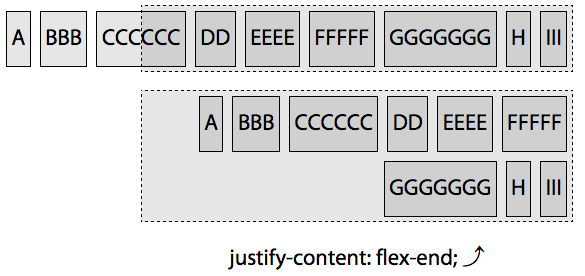 A BBB CCCCCC DD EEEE FFFFF GGGGGGG H III
A BBB CCCCCC DD EEEE FFFFF
GGGGGGG H III
justify-content: flex-end;